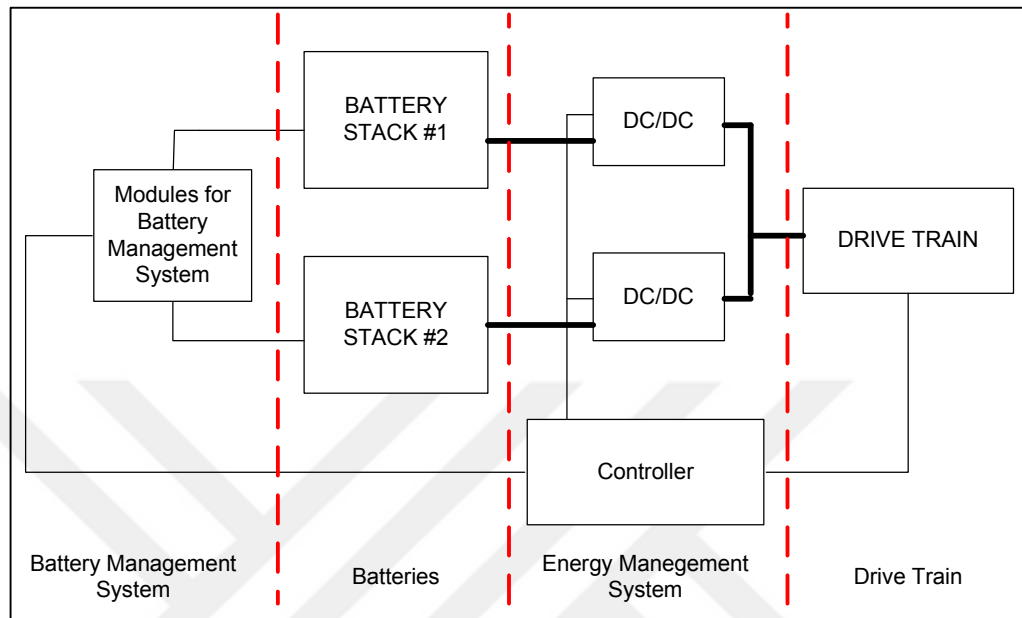 BATTERY
STACK #1
DC/DC
Modules for
Battery
Management
System
DRIVE TRAIN
BATTERY
STACK #2
DC/DC
Controller
Battery Management
System
Batteries
Energy Manegement
System
Drive Train